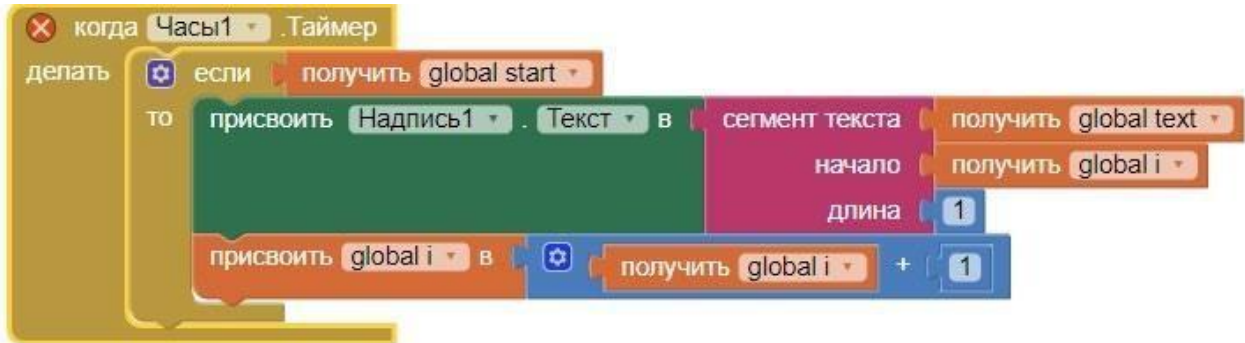 когда Часы1 .Таймер
делать если получить global start
то присвоить Надпись1 . Текст в сегмент текста получить global text
начало получить global i
длина 1
присвоить global i в получить global i + 1